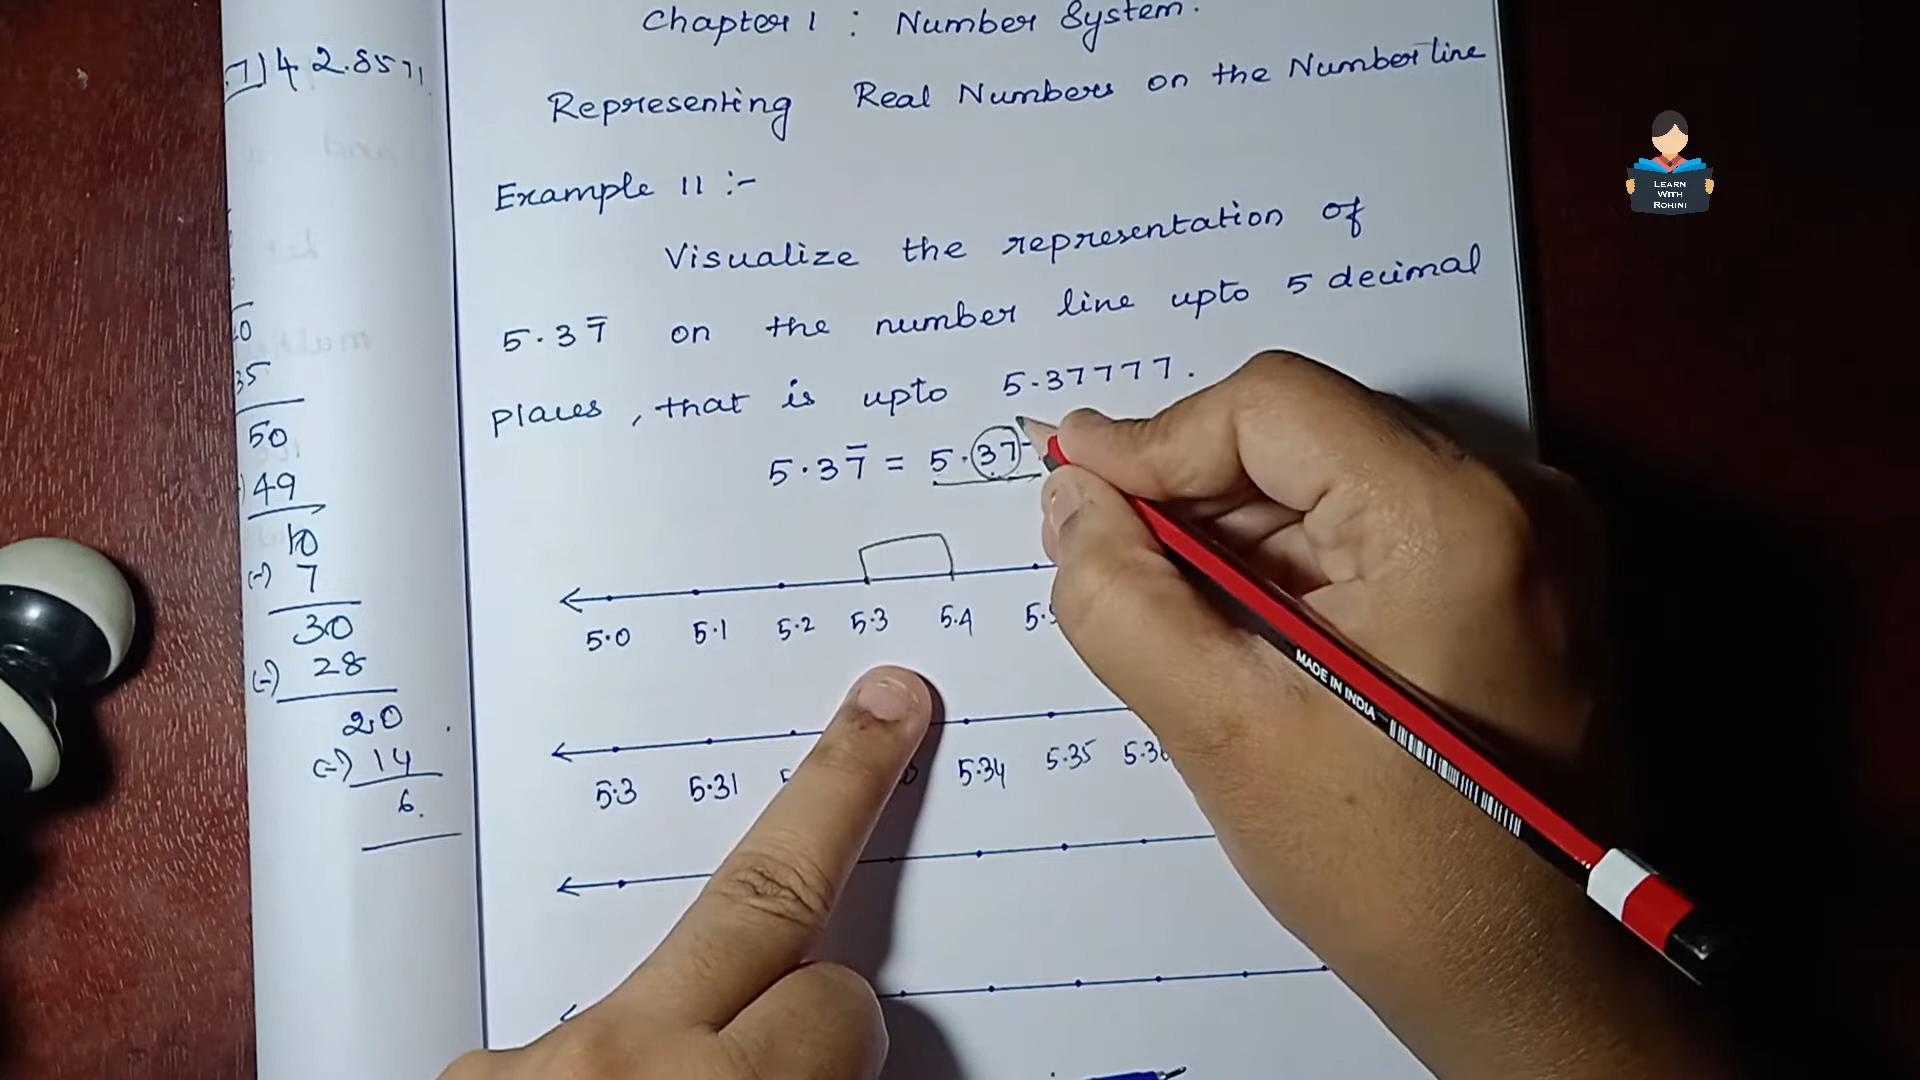 Chapter 1 : Number System.
Representing Real Numbers on the Number line
Example 11 :-
Visualize the representation of
5.37̅ on the number line upto 5 decimal
places, that is upto 5.37777.
5.37̅ = 5.37
5.0 5.1 5.2 5.3 5.4
5.3 5.31 5.34 5.35
7)42.8571
35
50
49
10
(-) 7
30
(-) 28
20
(-) 14
6.
LEARN
WITH
ROHINI
MADE IN INDIA